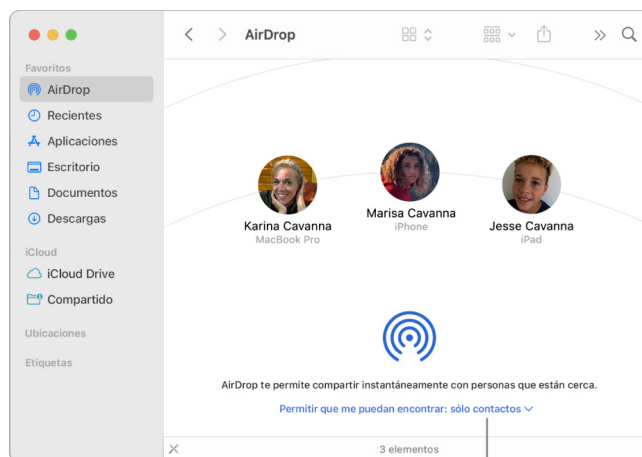 AirDrop
Favoritos
AirDrop
Recientes
Aplicaciones
Escritorio
Documentos
Descargas
iCloud
iCloud Drive
Compartido
Ubicaciones
Etiquetas
Karina Cavanna
MacBook Pro
Marisa Cavanna
iPhone
Jesse Cavanna
iPad
AirDrop te permite compartir instantáneamente con personas que están cerca.
Permitir que me puedan encontrar: sólo contactos
3 elementos